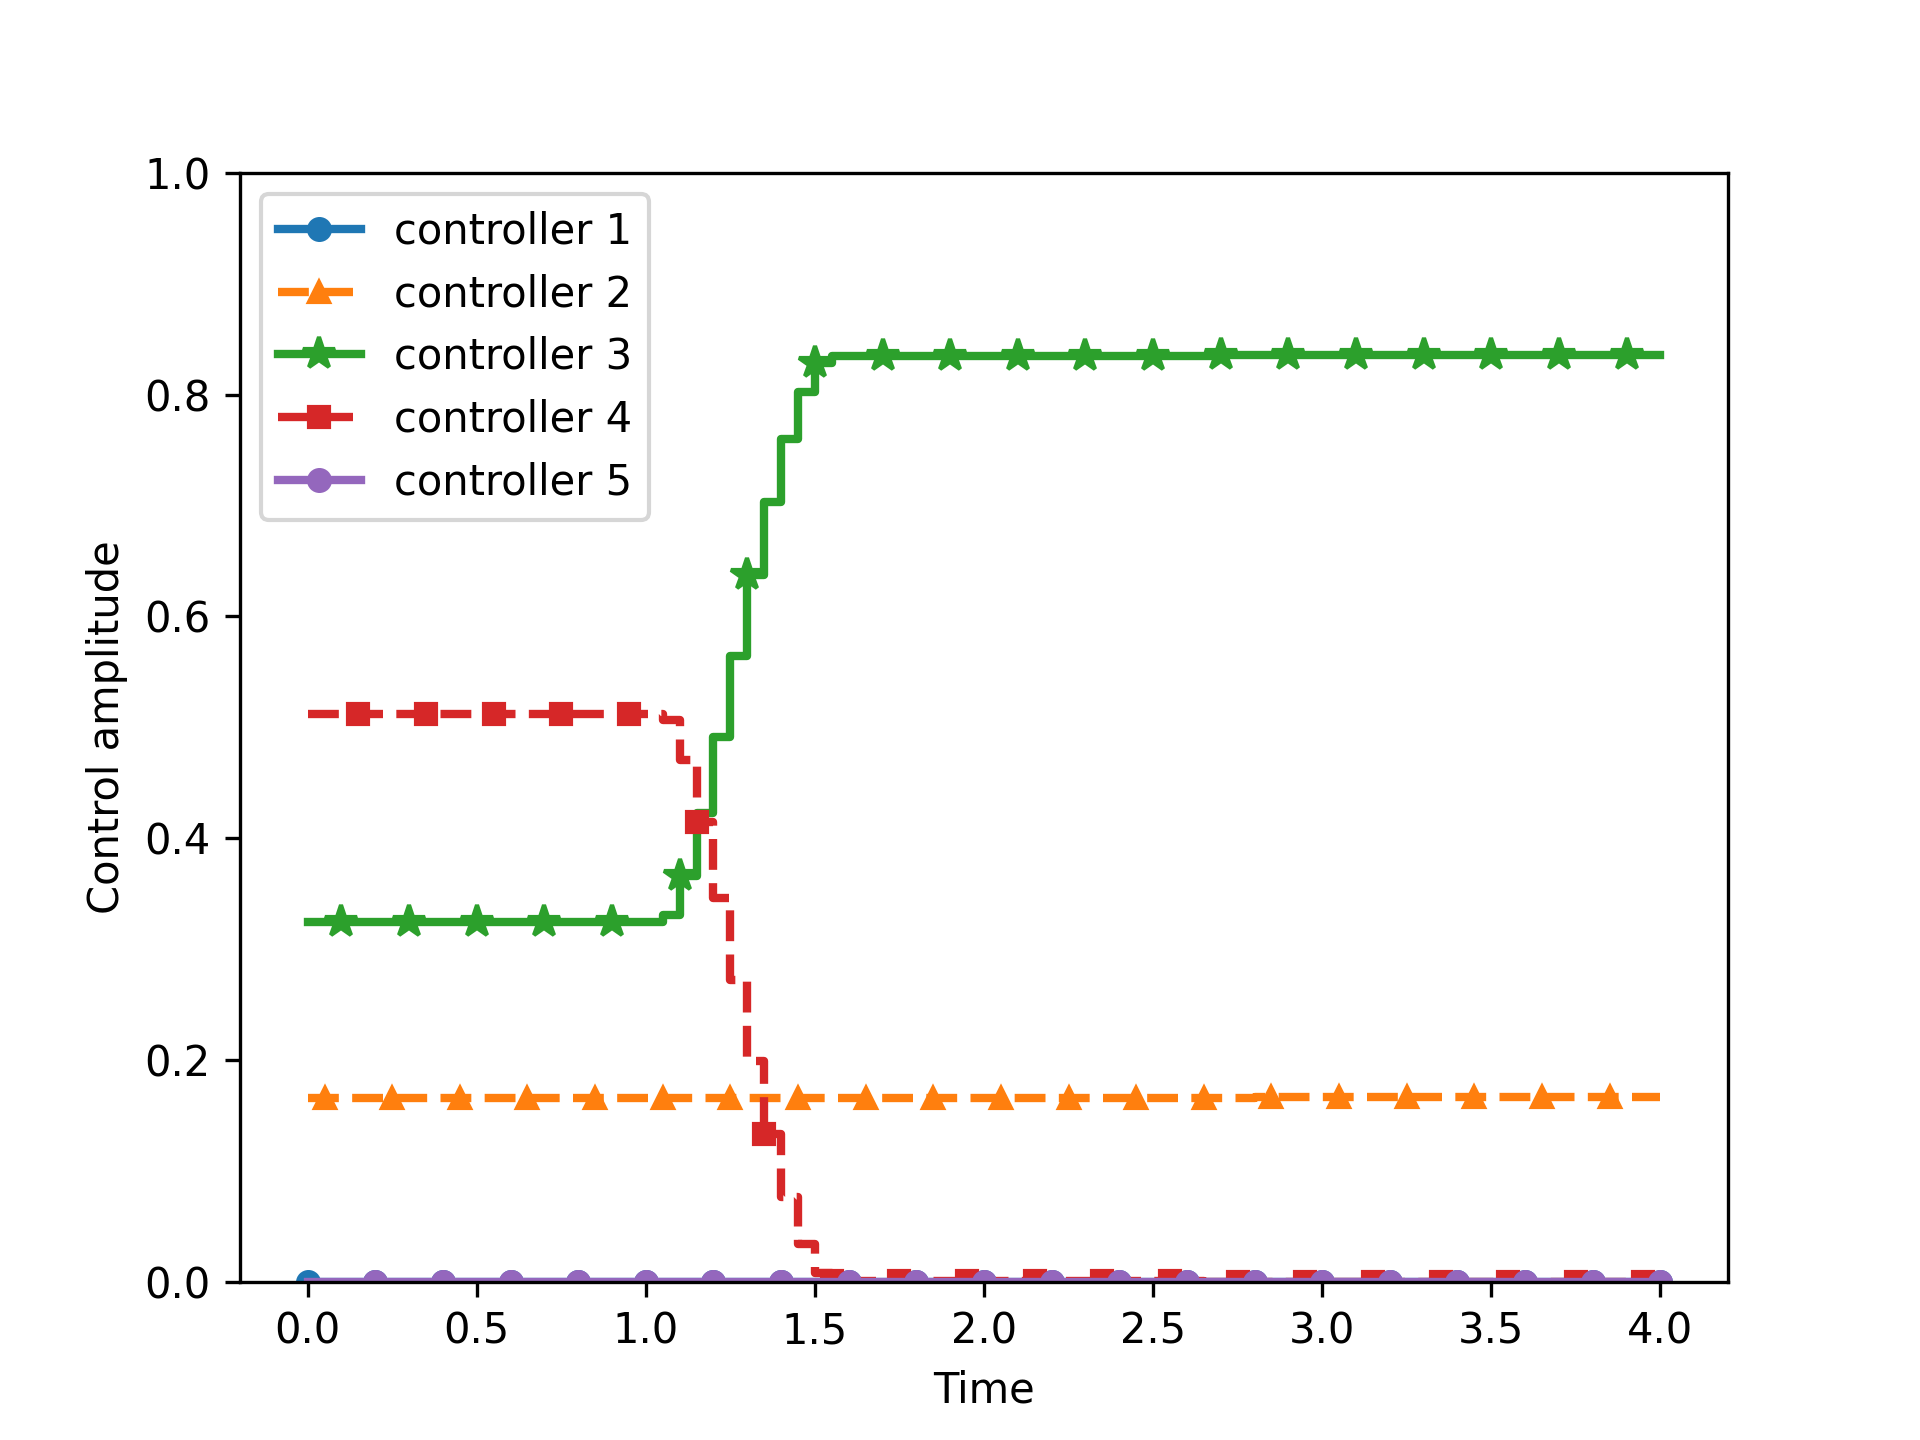 1.0
0.8
0.6
0.4
0.2
0.0
Control amplitude
controller 1
controller 2
controller 3
controller 4
controller 5
0.0 0.5 1.0 1.5 2.0 2.5 3.0 3.5 4.0
Time